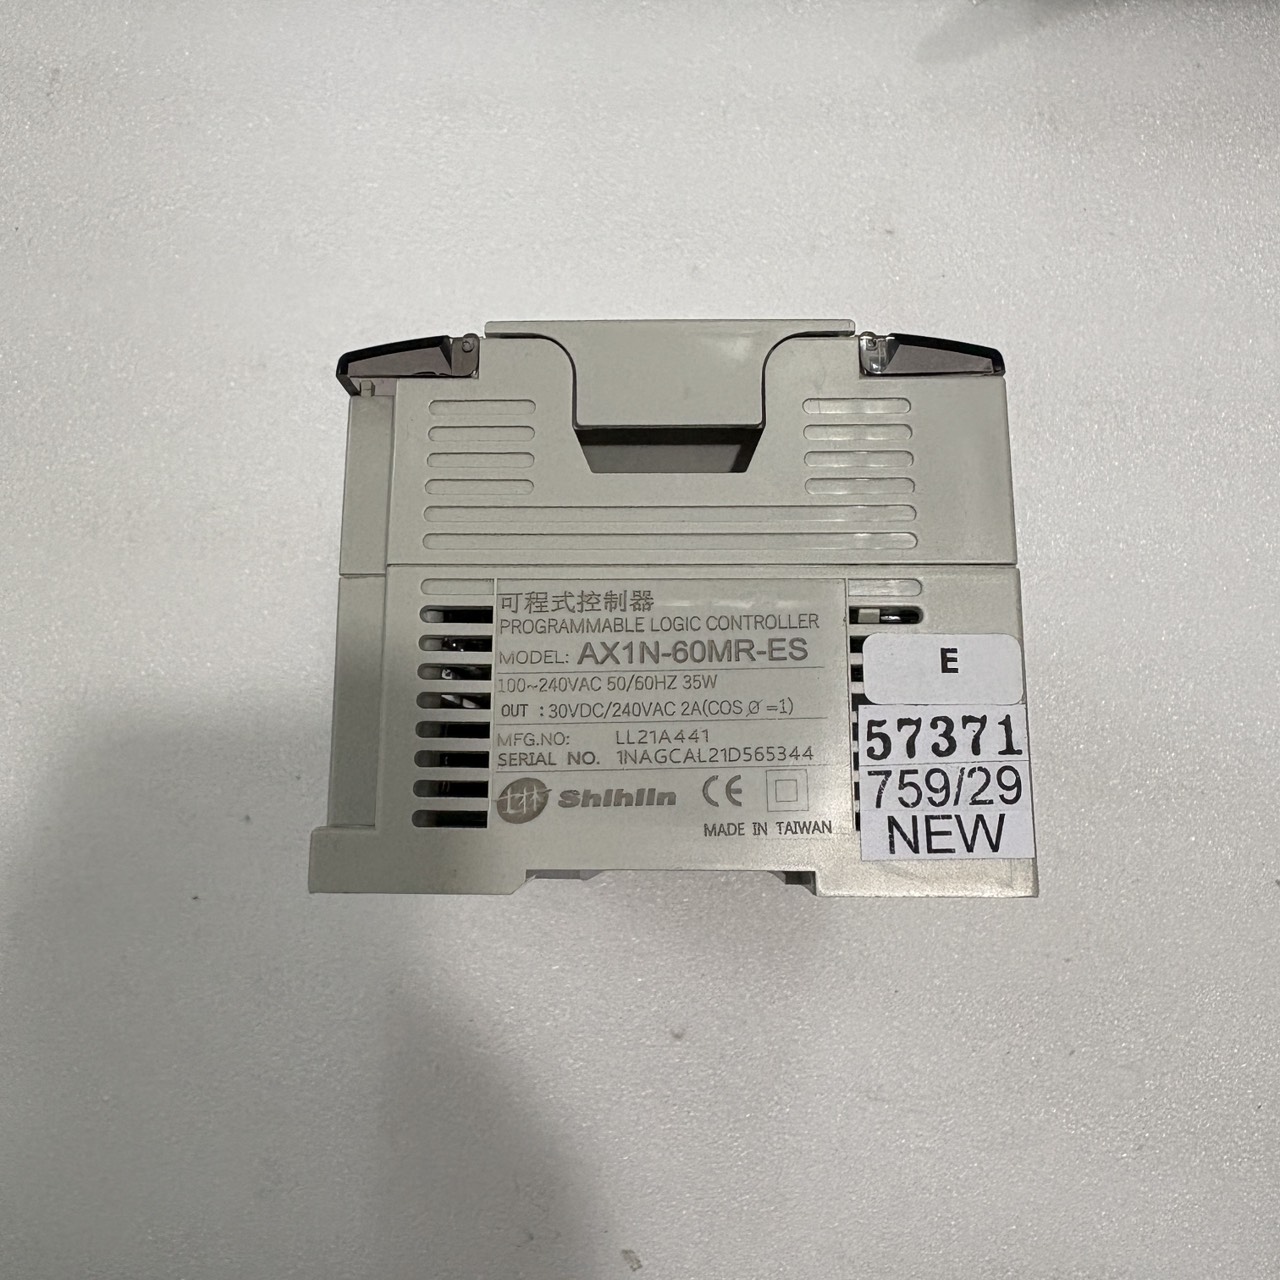 可程式控制器
PROGRAMMABLE LOGIC CONTROLLER
MODEL: AX1N-60MR-ES
100~240VAC 50/60HZ 35W
OUT : 30VDC/240VAC 2A(COS Ø =1)
MFG.NO: LL21A441
SERIAL NO. 1NAGCAL21D565344
Shihlin CE
MADE IN TAIWAN
E
57371
759/29
NEW